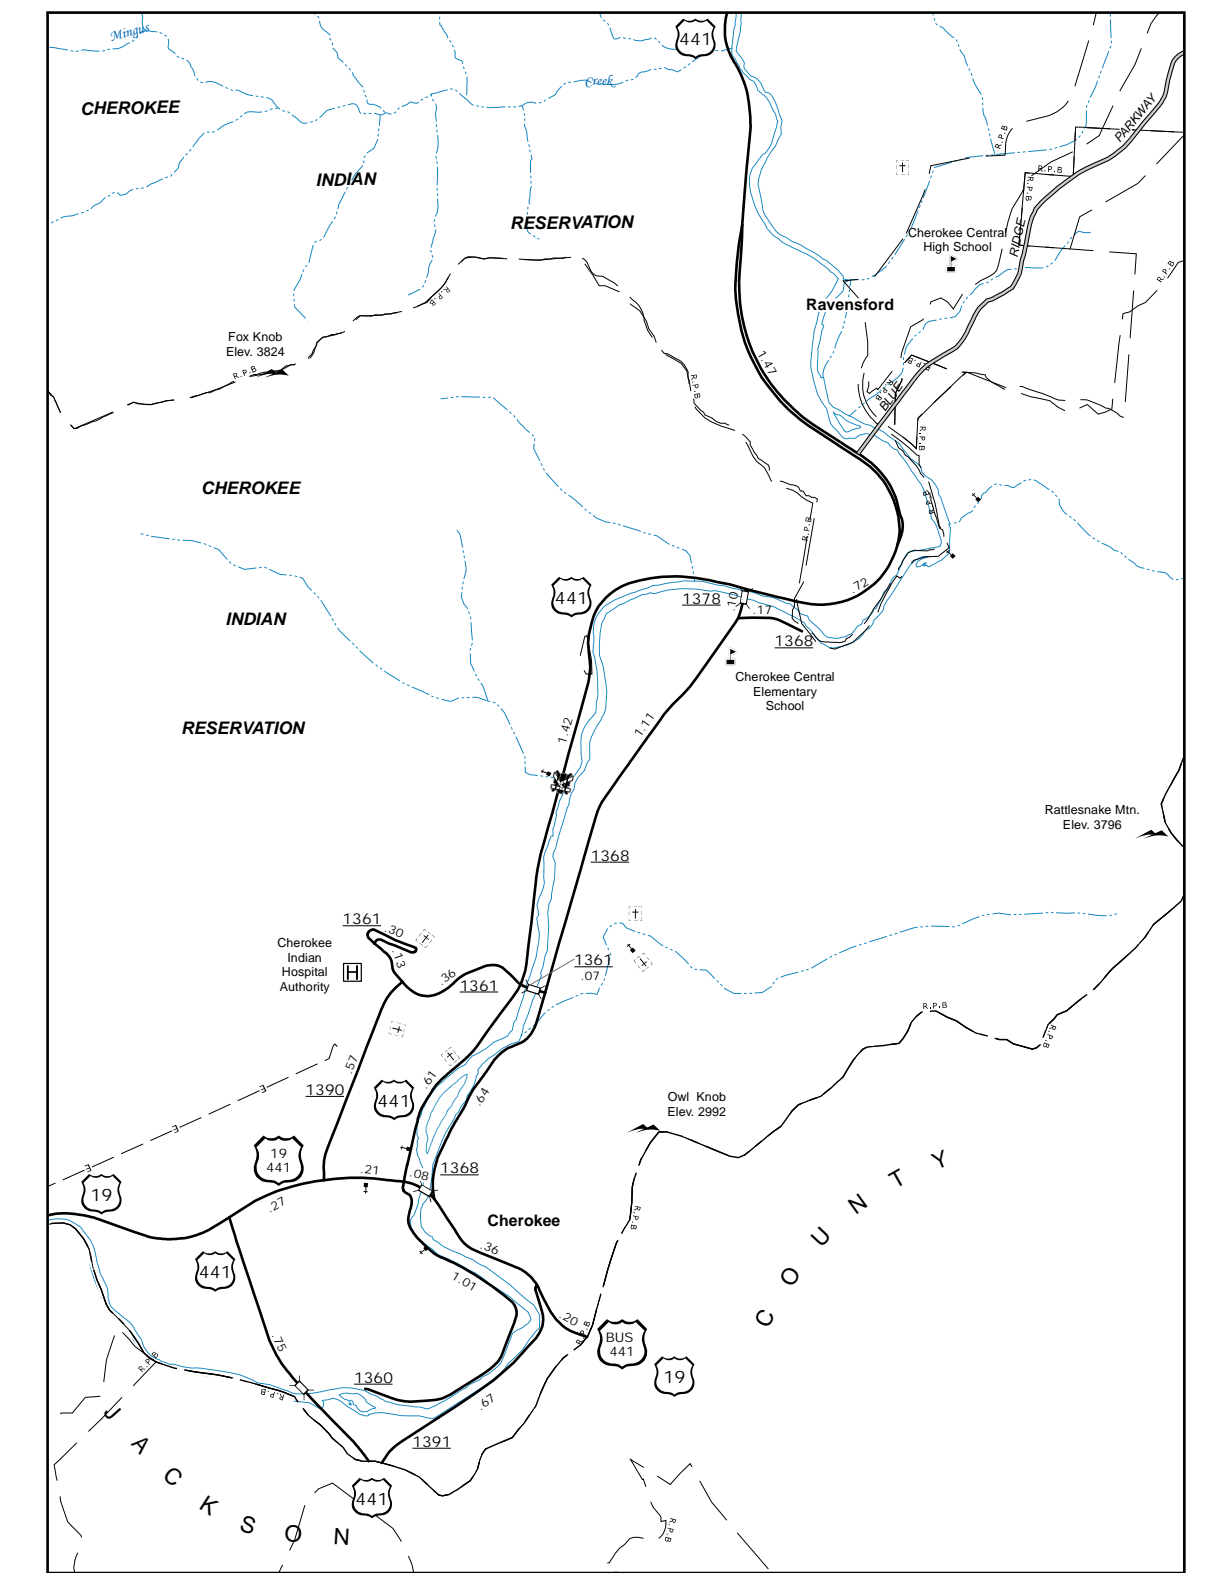 Mingus
441
Creek
CHEROKEE
PARKWAY
R.P.B
R.P.B
INDIAN
R.P.B
RESERVATION
Cherokee Central
High School
RIDGE
R.P.B
R.P.B
Ravensford
Fox Knob
Elev. 3824
R.P.B
1.47
R.P.B
R.P.B
R.P.B
BLUE
R.P.B
CHEROKEE
R.P.B
R.P.B
441
1378
.10
.17
.72
INDIAN
1368
Cherokee Central
Elementary
School
RESERVATION
1.42
1.11
Rattlesnake Mtn.
Elev. 3796
1368
1361
.30
Cherokee
Indian
Hospital
Authority
H
.13
.36
1361
1361
.07
R.P.B
R.P.B
.57
1390
441
.61
.64
Owl Knob
Elev. 2992
E
E
E
19
441
19
.21
.08
1368
.27
Cherokee
R.P.B
.36
441
1.01
.20
R.P.B
BUS
441
19
.75
R.P.B
R.P.B
1360
.67
1391
441
R.P.B
JACKSON
COUNTY